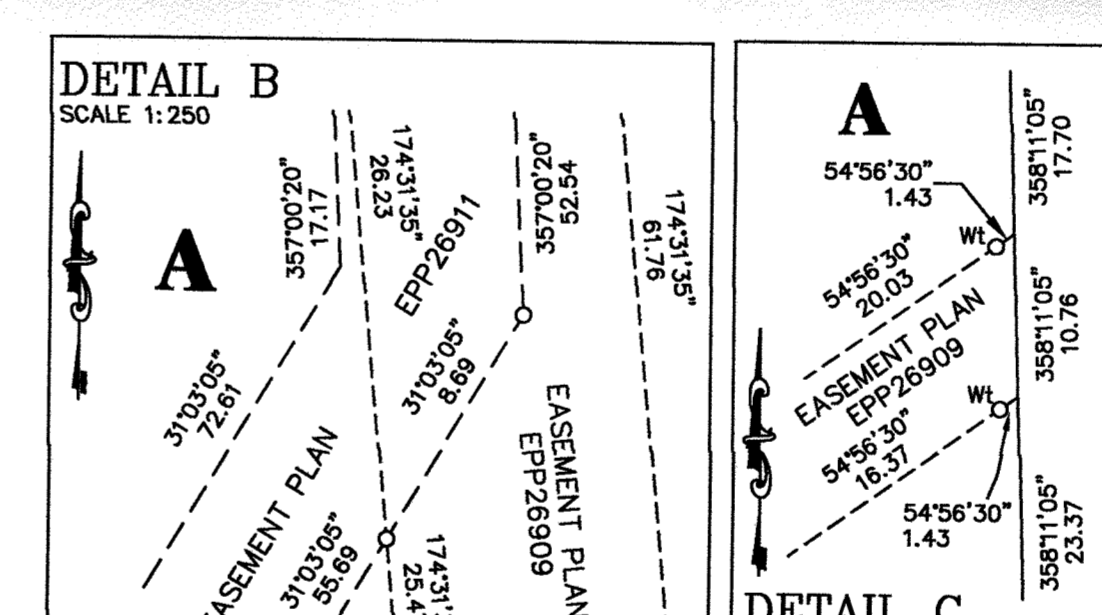 DETAIL B
SCALE 1:250
A
357°00'20"
17.17
174°31'35"
26.23
EPP26911
357°00'20"
52.54
174°31'35"
61.76
31°03'05"
72.61
31°03'05"
8.69
EASEMENT PLAN
EPP26909
EASEMENT PLAN
31°03'05"
55.69
A
54°56'30"
1.43
358°11'05"
17.70
Wt
54°56'30"
20.03
EASEMENT PLAN
EPP26909
358°11'05"
10.76
Wt
54°56'30"
16.37
54°56'30"
1.43
358°11'05"
23.37
DETAIL C